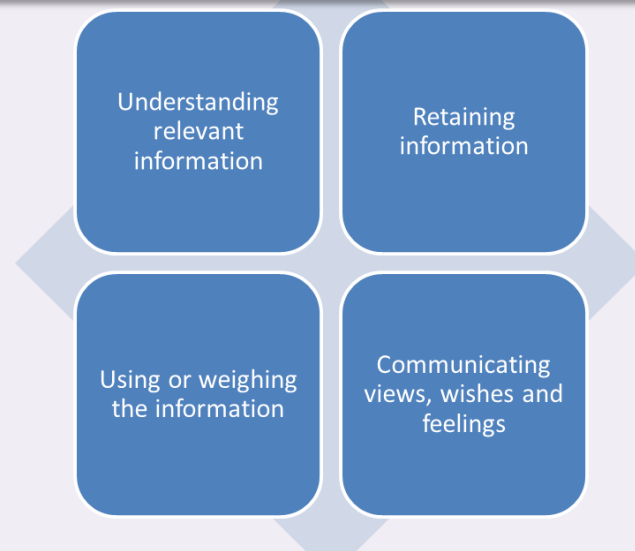 Understanding
relevant
information
Retaining
information
Using or weighing
the information
Communicating
views, wishes and
feelings